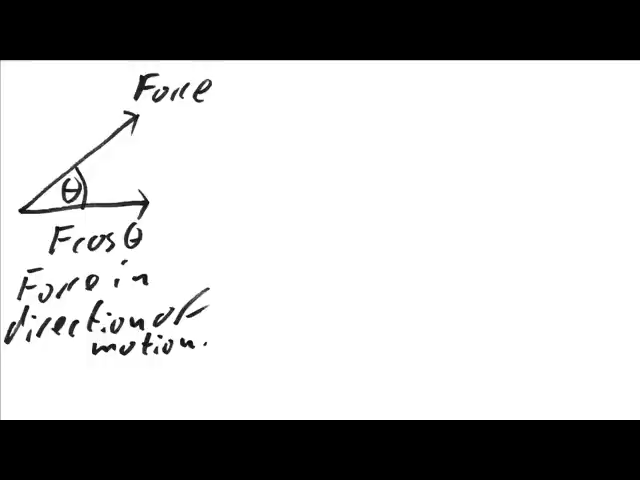 Force
θ
Fcosθ
Force in
direction of
motion.